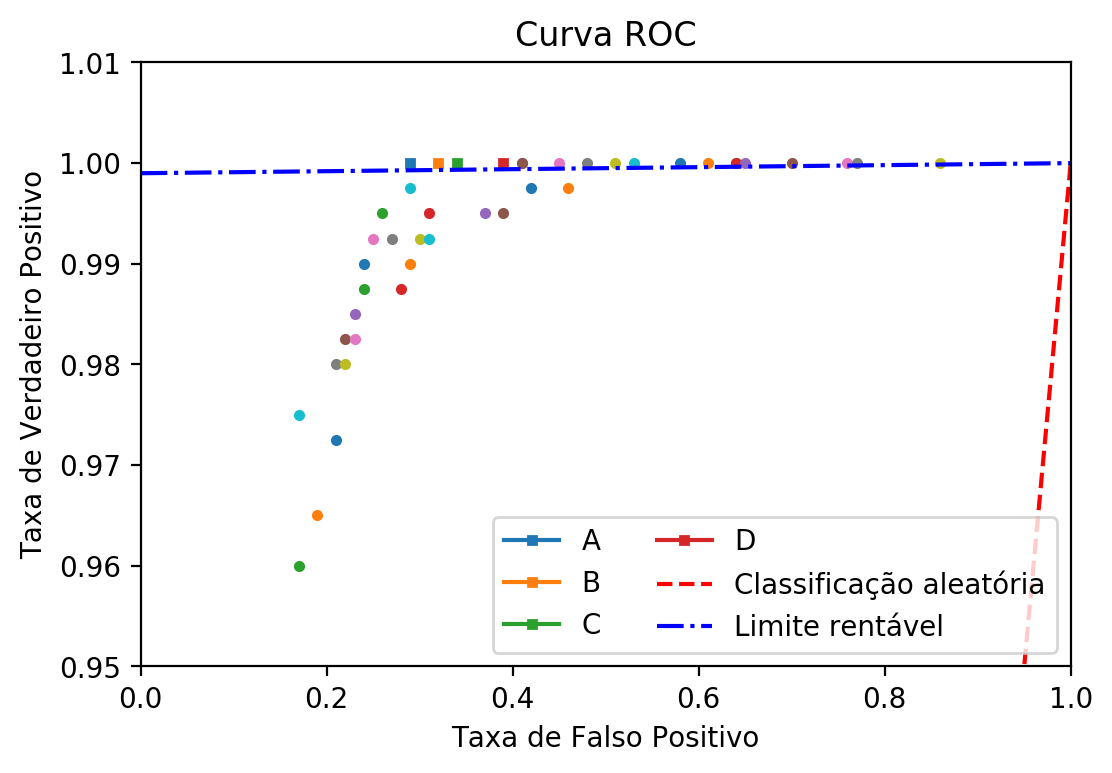 Curva ROC
1.01
1.00
0.99
0.98
0.97
0.96
0.95
Taxa de Verdadeiro Positivo
A
B
C
D
Classificação aleatória
Limite rentável
0.0 0.2 0.4 0.6 0.8 1.0
Taxa de Falso Positivo